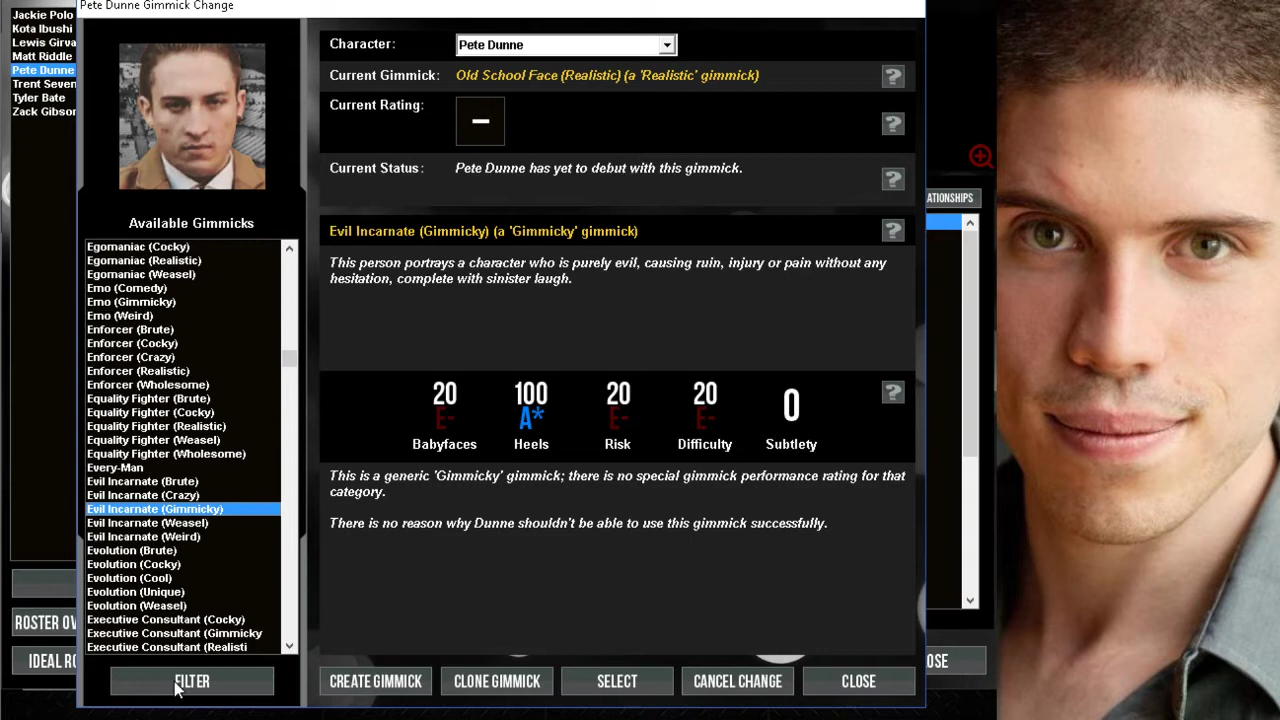 Pete Dunne Gimmick Change
Jackie Polo
Kota Ibushi
Lewis Girva
Matt Riddle
Pete Dunne
Trent Seven
Tyler Bate
Zack Gibson
ROSTER OV
IDEAL RO
Available Gimmicks
Egomaniac (Cocky)
Egomaniac (Realistic)
Egomaniac (Weasel)
Emo (Comedy)
Emo (Gimmicky)
Emo (Weird)
Enforcer (Brute)
Enforcer (Cocky)
Enforcer (Crazy)
Enforcer (Realistic)
Enforcer (Wholesome)
Equality Fighter (Brute)
Equality Fighter (Cocky)
Equality Fighter (Realistic)
Equality Fighter (Weasel)
Equality Fighter (Wholesome)
Every-Man
Evil Incarnate (Brute)
Evil Incarnate (Crazy)
Evil Incarnate (Gimmicky)
Evil Incarnate (Weasel)
Evil Incarnate (Weird)
Evolution (Brute)
Evolution (Cocky)
Evolution (Cool)
Evolution (Unique)
Evolution (Weasel)
Executive Consultant (Cocky)
Executive Consultant (Gimmicky
Executive Consultant (Realisti
FILTER
Character: Pete Dunne
Current Gimmick: Old School Face (Realistic) (a 'Realistic' gimmick) ?
Current Rating: – ?
Current Status: Pete Dunne has yet to debut with this gimmick. ?
Evil Incarnate (Gimmicky) (a 'Gimmicky' gimmick) ?
This person portrays a character who is purely evil, causing ruin, injury or pain without any
hesitation, complete with sinister laugh.
20 100 20 20 0 ?
E- A* E- E-
Babyfaces Heels Risk Difficulty Subtlety
This is a generic 'Gimmicky' gimmick; there is no special gimmick performance rating for that
category.
There is no reason why Dunne shouldn't be able to use this gimmick successfully.
CREATE GIMMICK CLONE GIMMICK SELECT CANCEL CHANGE CLOSE
ATIONSHIPS
OSE